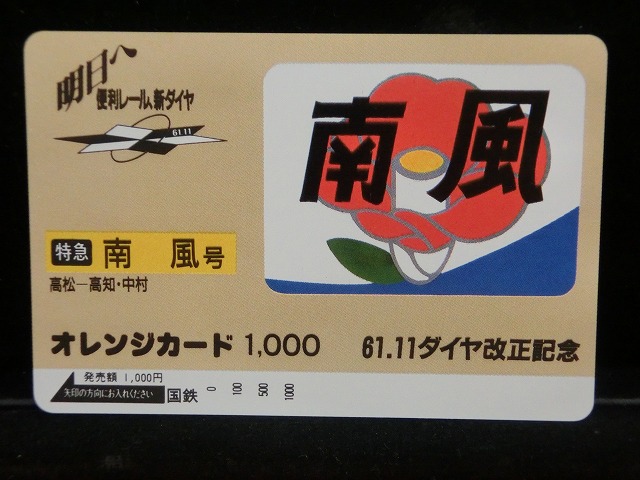 明日へ
便利レール、新ダイヤ
61.11
南風
特急 南風号
高松－高知・中村
オレンジカード 1,000
61.11ダイヤ改正記念
発売額 1,000円
矢印の方向にお入れください
国鉄 0 100 500 1000